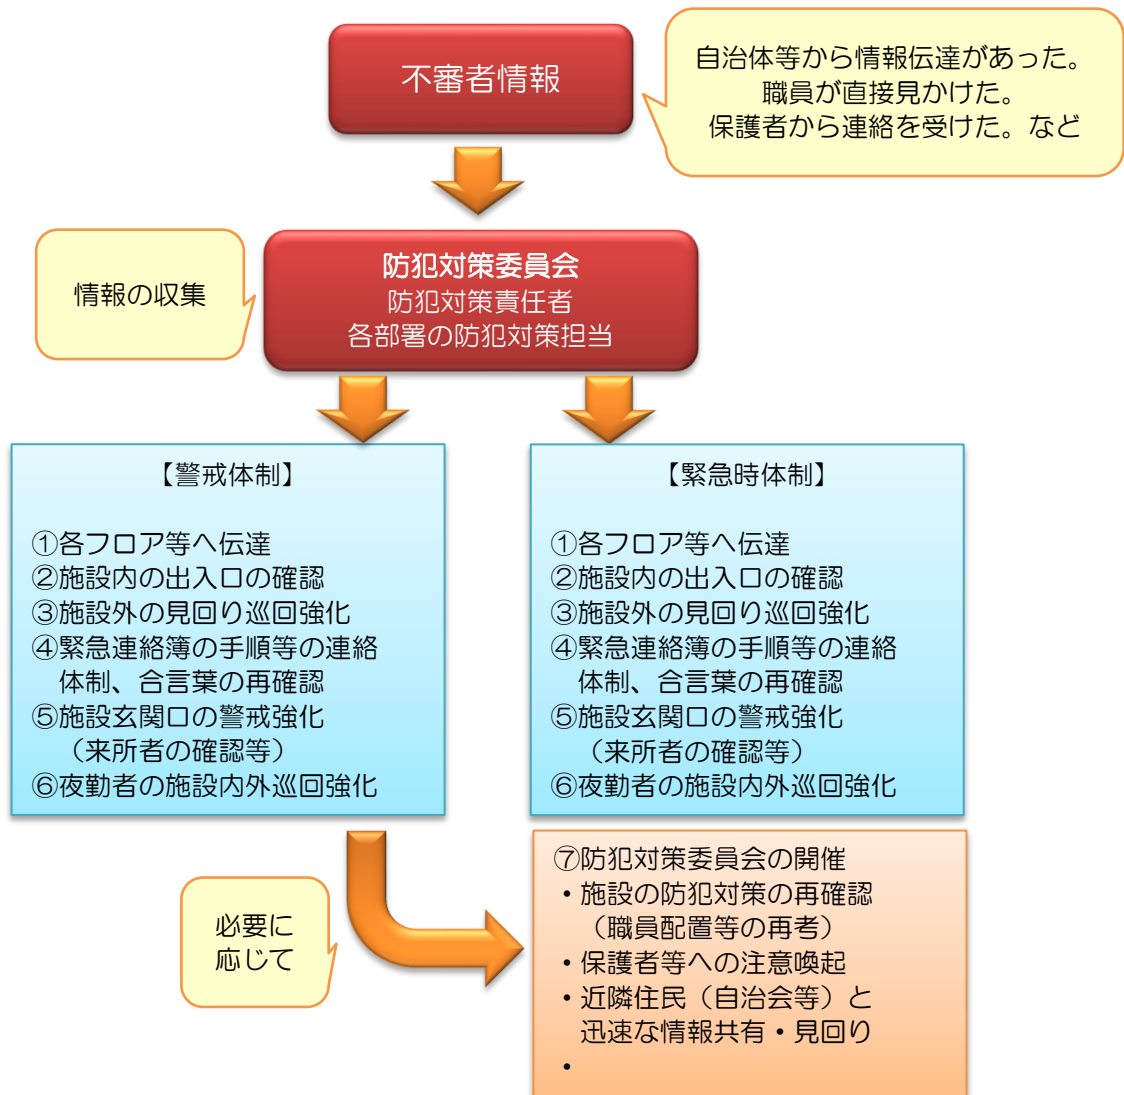 不審者情報
自治体等から情報伝達があった。
職員が直接見かけた。
保護者から連絡を受けた。など
情報の収集
防犯対策委員会
防犯対策責任者
各部署の防犯対策担当
【警戒体制】
①各フロア等へ伝達
②施設内の出入口の確認
③施設外の見回り巡回強化
④緊急連絡簿の手順等の連絡
体制、合言葉の再確認
⑤施設玄関口の警戒強化
（来所者の確認等）
⑥夜勤者の施設内外巡回強化
【緊急時体制】
①各フロア等へ伝達
②施設内の出入口の確認
③施設外の見回り巡回強化
④緊急連絡簿の手順等の連絡
体制、合言葉の再確認
⑤施設玄関口の警戒強化
（来所者の確認等）
⑥夜勤者の施設内外巡回強化
必要に
応じて
⑦防犯対策委員会の開催
・施設の防犯対策の再確認
（職員配置等の再考）
・保護者等への注意喚起
・近隣住民（自治会等）と
迅速な情報共有・見回り
・